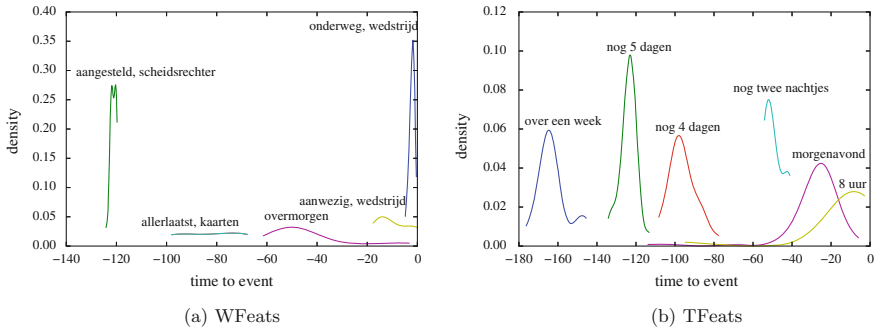 0.40
0.35
0.30
0.25
0.20
0.15
0.10
0.05
0.00
density
onderweg, wedstrijd
aangesteld, scheidsrechter
aanwezig, wedstrijd
overmorgen
allerlaatst, kaarten
−140 −120 −100 −80 −60 −40 −20 0
time to event
(a) WFeats
0.12
0.10
0.08
0.06
0.04
0.02
0.00
density
nog 5 dagen
nog twee nachtjes
over een week
nog 4 dagen
morgenavond
8 uur
−180 −160 −140 −120 −100 −80 −60 −40 −20 0
time to event
(b) TFeats